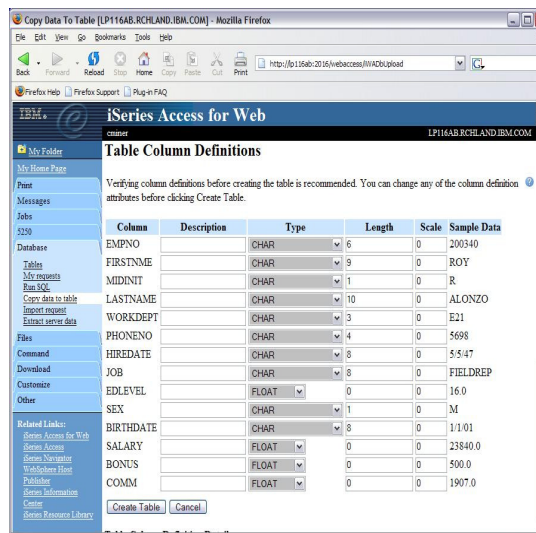 Copy Data To Table [LP116AB.RCHLAND.IBM.COM] - Mozilla Firefox
File Edit View Go Bookmarks Tools Help
Back Forward Reload Stop Home Copy Paste Cut Print http://lp116ab:2016/webaccess/iWADbUpload G
Firefox Help Firefox Support Plug-in FAQ
IBM iSeries Access for Web
cminer LP116AB.RCHLAND.IBM.COM
My Folder
My Home Page
Print
Messages
Jobs
5250
Database
Tables
My requests
Run SQL
Copy data to table
Import request
Extract server data
Files
Command
Download
Customize
Other
Related Links:
iSeries Access for Web
iSeries Access
iSeries Navigator
WebSphere Host
Publisher
iSeries Information
Center
iSeries Resource Library
Table Column Definitions
Verifying column definitions before creating the table is recommended. You can change any of the column definition
attributes before clicking Create Table.
Column Description Type Length Scale Sample Data
EMPNO CHAR 6 0 200340
FIRSTNME CHAR 9 0 ROY
MIDINIT CHAR 1 0 R
LASTNAME CHAR 10 0 ALONZO
WORKDEPT CHAR 3 0 E21
PHONENO CHAR 4 0 5698
HIREDATE CHAR 8 0 5/5/47
JOB CHAR 8 0 FIELDREP
EDLEVEL FLOAT 0 0 16.0
SEX CHAR 1 0 M
BIRTHDATE CHAR 8 0 1/1/01
SALARY FLOAT 0 0 23840.0
BONUS FLOAT 0 0 500.0
COMM FLOAT 0 0 1907.0
Create Table Cancel